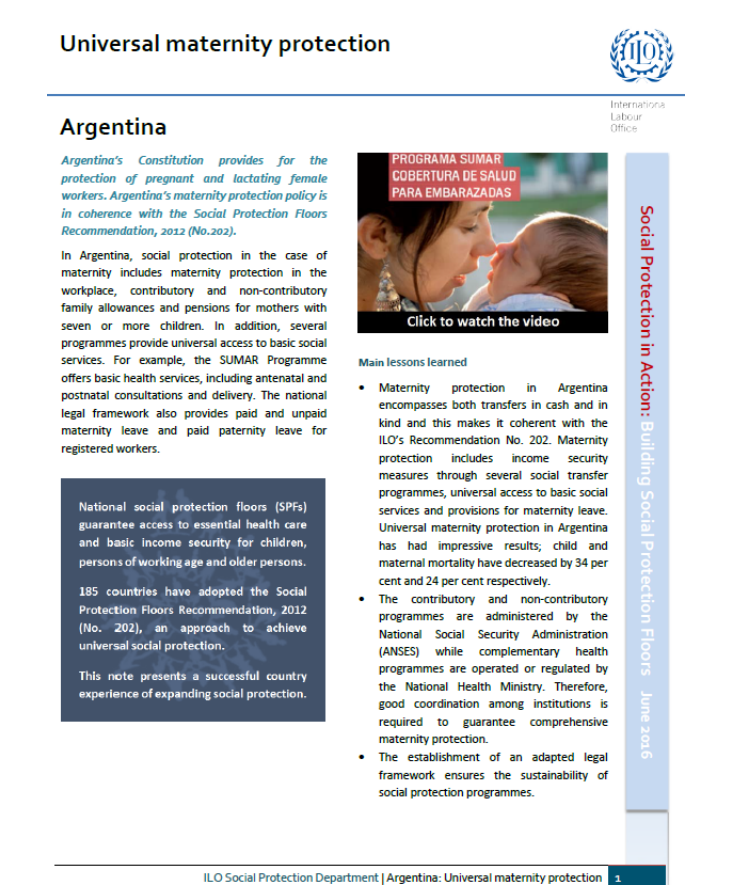 Universal maternity protection
ILO
International
Labour
Office
Argentina
Argentina's Constitution provides for the
protection of pregnant and lactating female
workers. Argentina's maternity protection policy is
in coherence with the Social Protection Floors
Recommendation, 2012 (No.202).
In Argentina, social protection in the case of
maternity includes maternity protection in the
workplace, contributory and non-contributory
family allowances and pensions for mothers with
seven or more children. In addition, several
programmes provide universal access to basic social
services. For example, the SUMAR Programme
offers basic health services, including antenatal and
postnatal consultations and delivery. The national
legal framework also provides paid and unpaid
maternity leave and paid paternity leave for
registered workers.
National social protection floors (SPFs)
guarantee access to essential health care
and basic income security for children,
persons of working age and older persons.
185 countries have adopted the Social
Protection Floors Recommendation, 2012
(No. 202), an approach to achieve
universal social protection.
This note presents a successful country
experience of expanding social protection.
PROGRAMA SUMAR
COBERTURA DE SALUD
PARA EMBARAZADAS
Click to watch the video
Main lessons learned
• Maternity protection in Argentina
encompasses both transfers in cash and in
kind and this makes it coherent with the
ILO's Recommendation No. 202. Maternity
protection includes income security
measures through several social transfer
programmes, universal access to basic social
services and provisions for maternity leave.
Universal maternity protection in Argentina
has had impressive results; child and
maternal mortality have decreased by 34 per
cent and 24 per cent respectively.
• The contributory and non-contributory
programmes are administered by the
National Social Security Administration
(ANSES) while complementary health
programmes are operated or regulated by
the National Health Ministry. Therefore,
good coordination among institutions is
required to guarantee comprehensive
maternity protection.
• The establishment of an adapted legal
framework ensures the sustainability of
social protection programmes.
Social Protection in Action: Building Social Protection Floors June 2016
ILO Social Protection Department | Argentina: Universal maternity protection 1